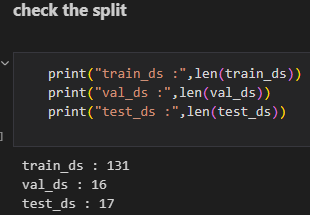 check the split
print("train_ds :",len(train_ds))
print("val_ds :",len(val_ds))
print("test_ds :",len(test_ds))
]
train_ds : 131
val_ds : 16
test_ds : 17